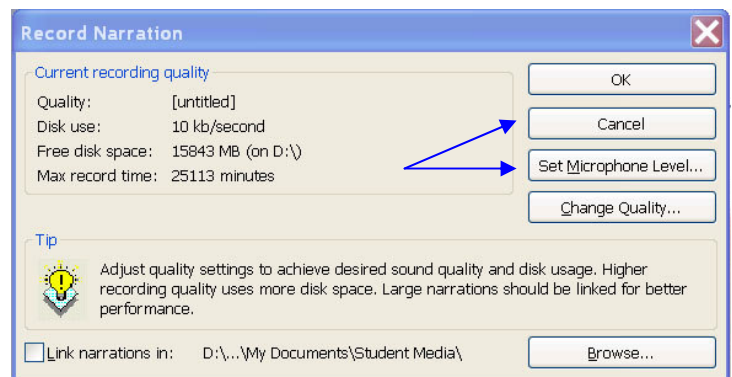 Record Narration
Current recording quality
Quality: [untitled]
Disk use: 10 kb/second
Free disk space: 15843 MB (on D:\)
Max record time: 25113 minutes
OK
Cancel
Set Microphone Level...
Change Quality...
Tip
Adjust quality settings to achieve desired sound quality and disk usage. Higher
recording quality uses more disk space. Large narrations should be linked for better
performance.
Link narrations in: D:\...\My Documents\Student Media\
Browse...